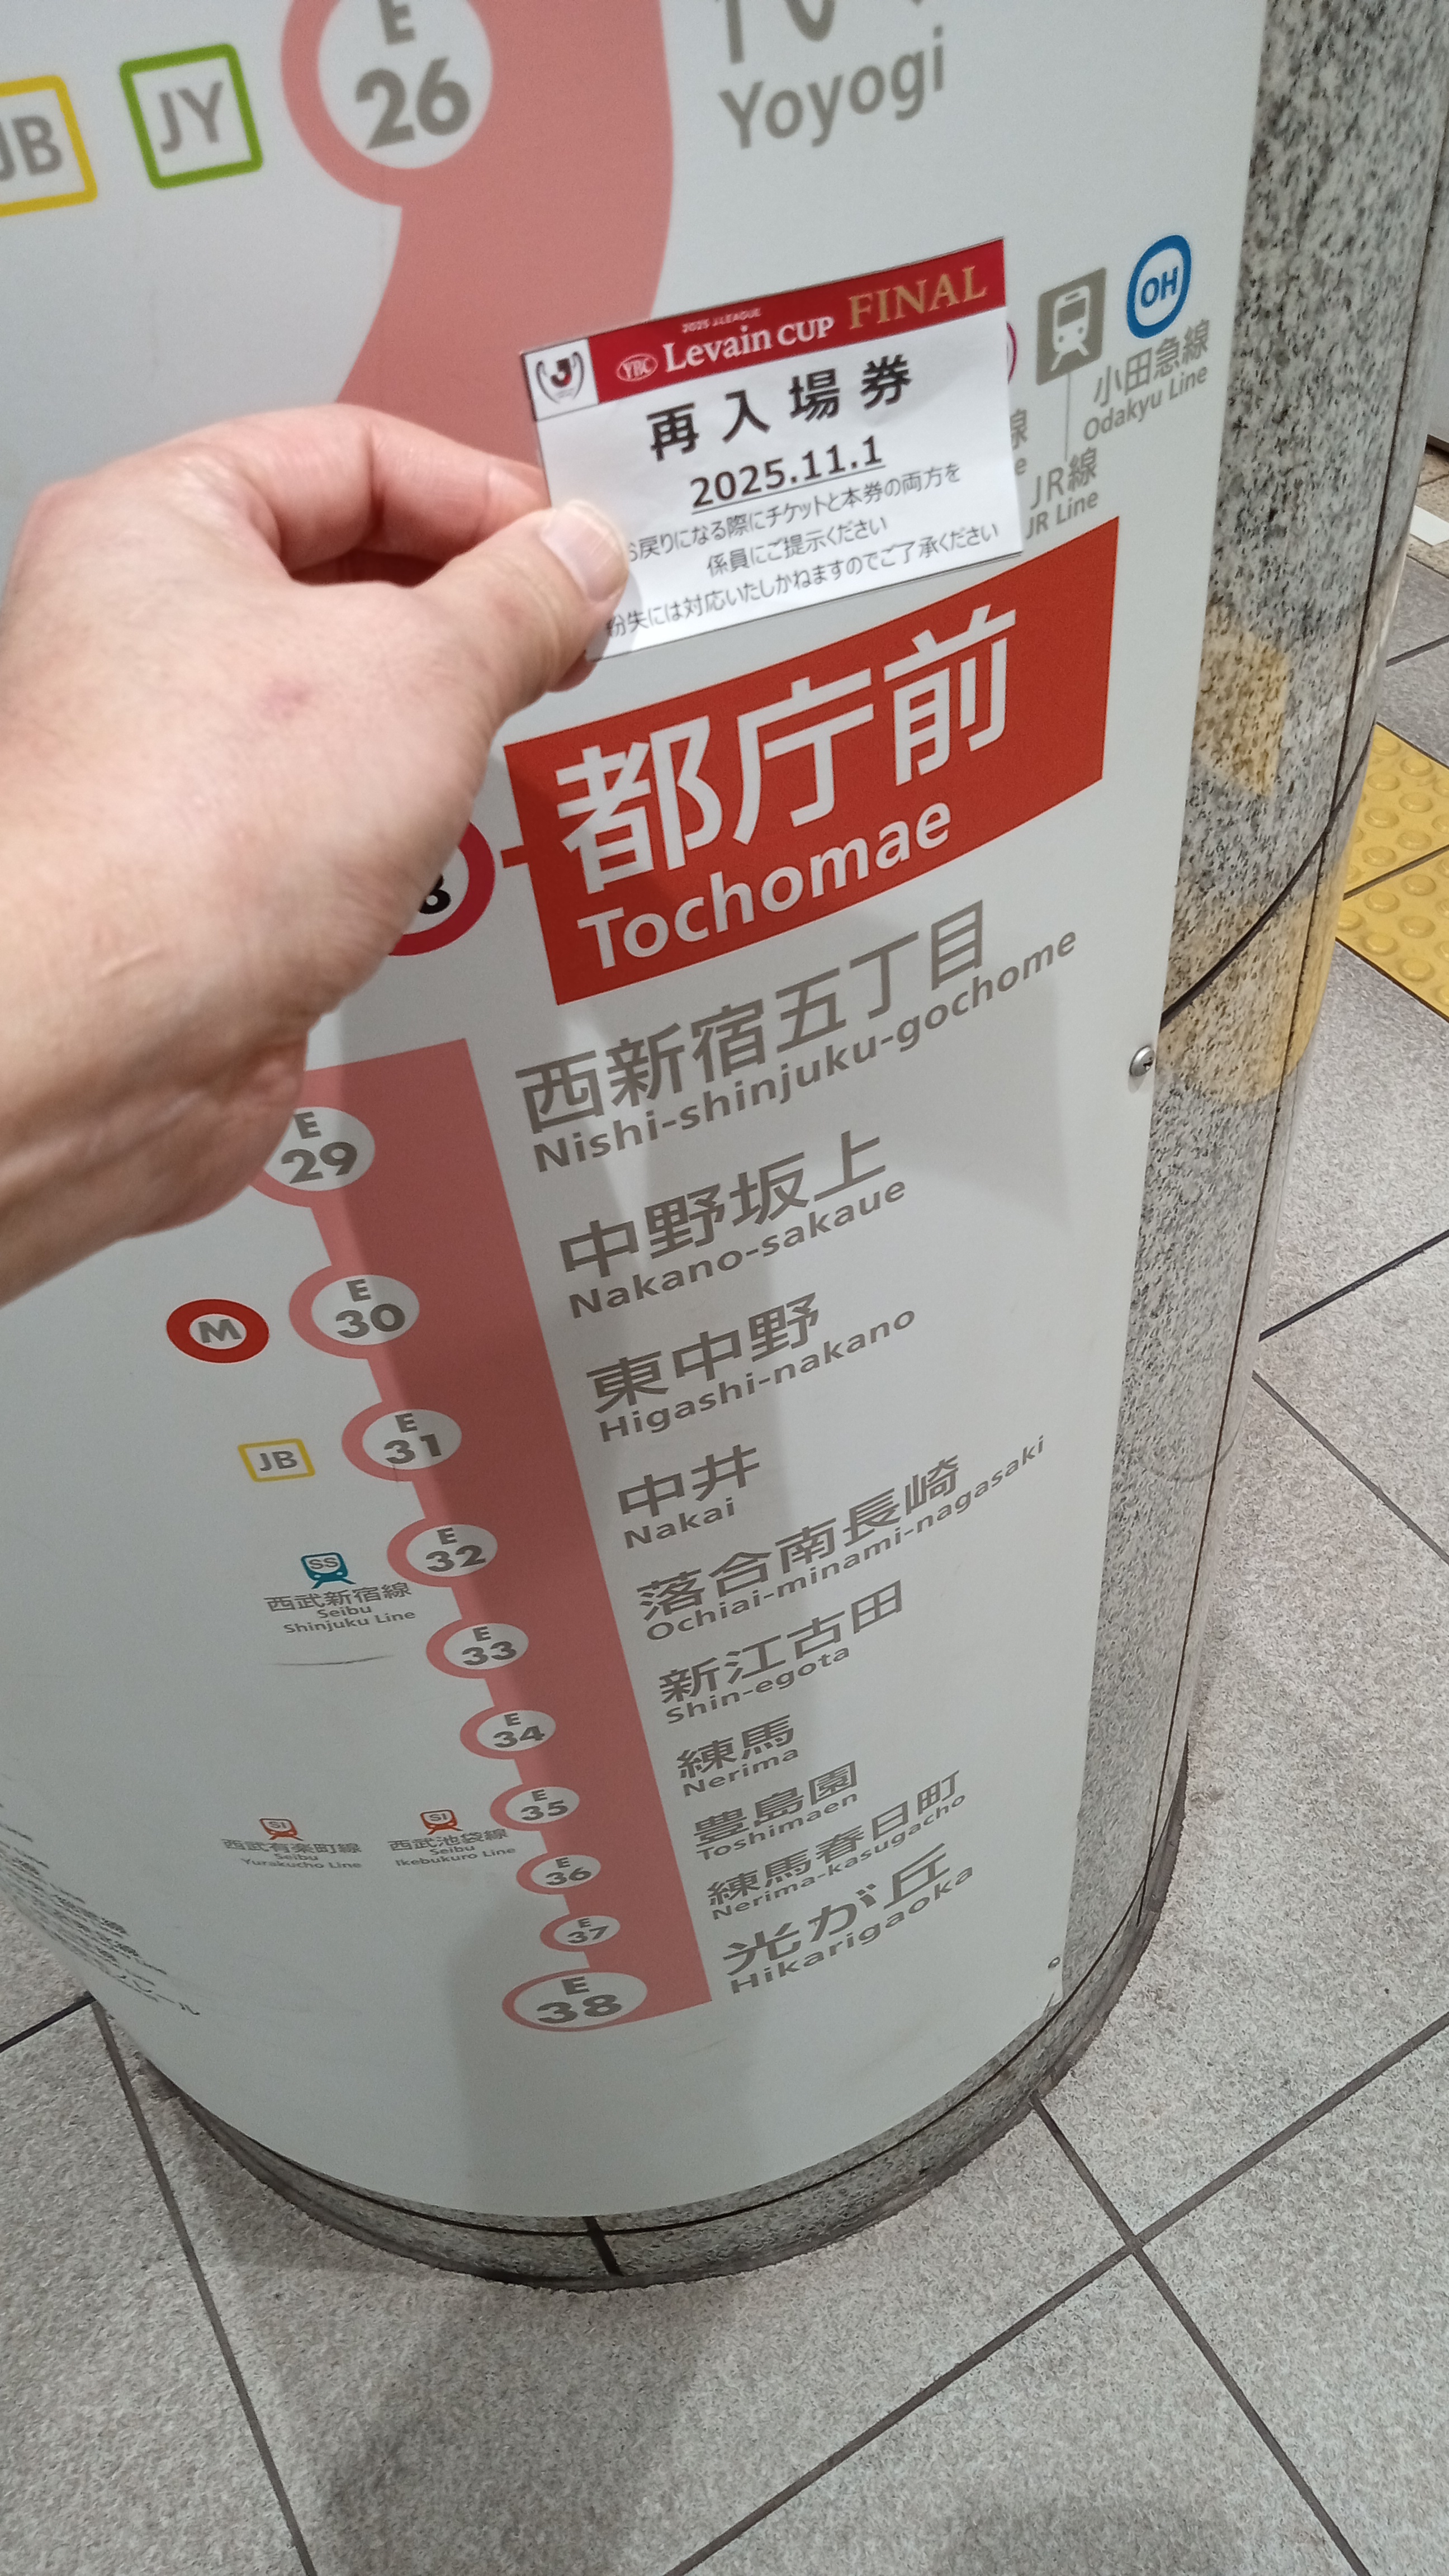 E
26
JB
JY
Yoyogi
2025 J.LEAGUE
YBC Levain CUP FINAL
再入場券
2025.11.1
お戻りになる際にチケットと本券の両方を
係員にご提示ください
紛失には対応いたしかねますのでご了承ください
OH
小田急線
Odakyu Line
線
JR線
JR Line
都庁前
Tochomae
西新宿五丁目
Nishi-shinjuku-gochome
E
29
中野坂上
Nakano-sakaue
M
E
30
東中野
Higashi-nakano
JB
E
31
中井
Nakai
SS
西武新宿線
Seibu
Shinjuku Line
E
32
落合南長崎
Ochiai-minami-nagasaki
E
33
新江古田
Shin-egota
E
34
練馬
Nerima
SI
西武有楽町線
Seibu
Yurakucho Line
SI
西武池袋線
Seibu
Ikebukuro Line
E
35
豊島園
Toshimaen
E
36
練馬春日町
Nerima-kasugacho
E
37
光が丘
Hikarigaoka
E
38